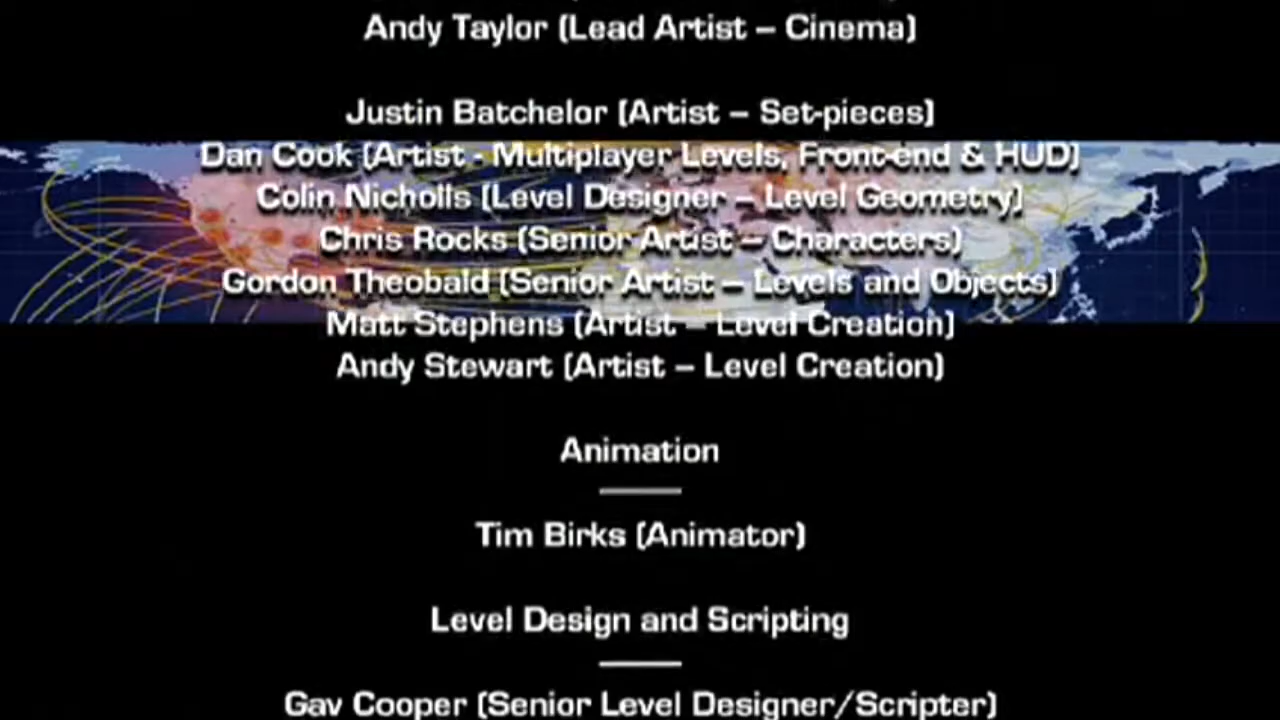 Andy Taylor (Lead Artist – Cinema)
Justin Batchelor (Artist – Set-pieces)
Dan Cook (Artist - Multiplayer Levels, Front-end & HUD)
Colin Nicholls (Level Designer – Level Geometry)
Chris Rocks (Senior Artist – Characters)
Gordon Theobald (Senior Artist – Levels and Objects)
Matt Stephens (Artist – Level Creation)
Andy Stewart (Artist – Level Creation)
Animation
Tim Birks (Animator)
Level Design and Scripting
Gav Cooper (Senior Level Designer/Scripter)